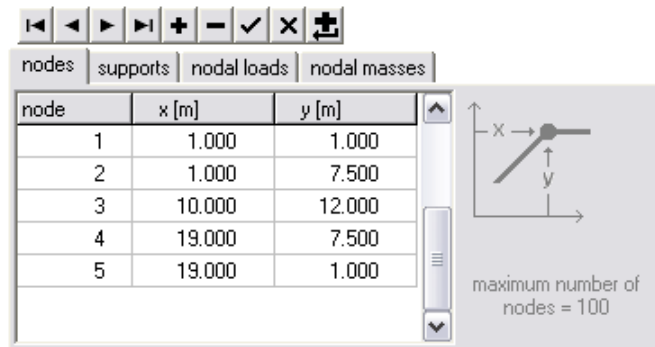 nodes supports nodal loads nodal masses
node x [m] y [m]
1 1.000 1.000
2 1.000 7.500
3 10.000 12.000
4 19.000 7.500
5 19.000 1.000
x
y
maximum number of
nodes = 100